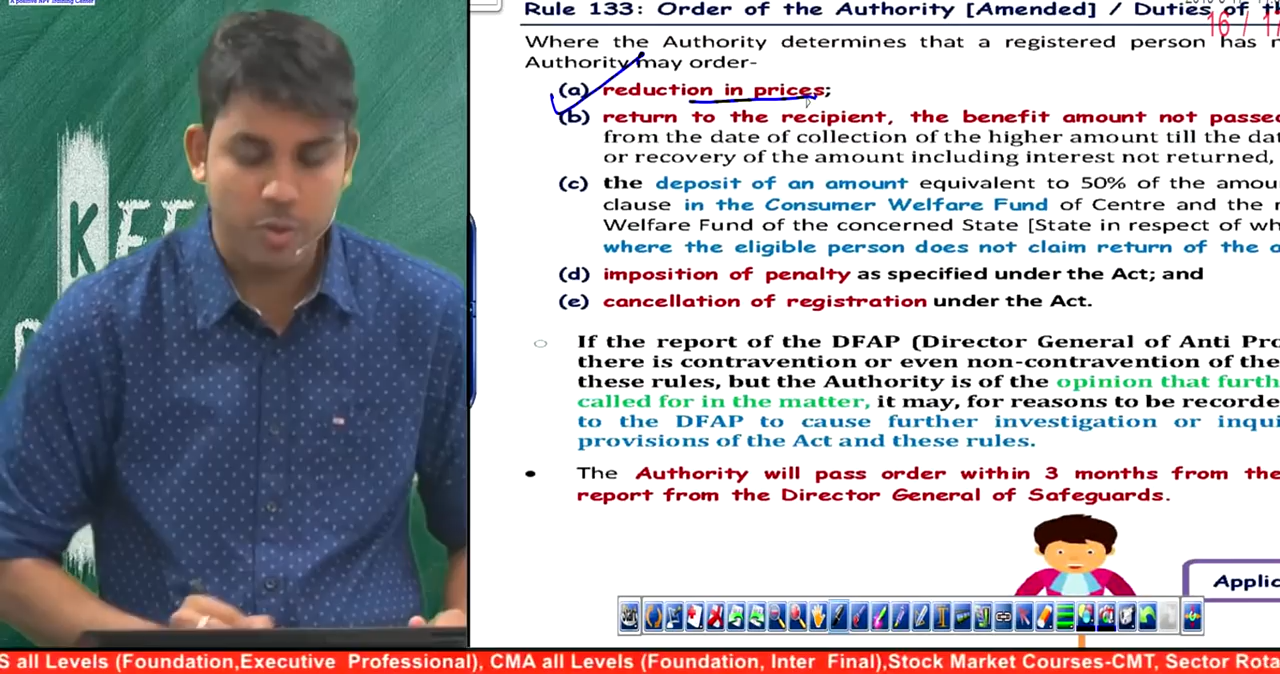 Rule 133: Order of the Authority [Amended] / Duties of
16 / 17
Where the Authority determines that a registered person has
Authority may order-
(a) reduction in prices;
(b) return to the recipient, the benefit amount not passe
from the date of collection of the higher amount till the da
or recovery of the amount including interest not returned,
(c) the deposit of an amount equivalent to 50% of the amou
clause in the Consumer Welfare Fund of Centre and the
Welfare Fund of the concerned State [State in respect of wh
where the eligible person does not claim return of the a
(d) imposition of penalty as specified under the Act; and
(e) cancellation of registration under the Act.
If the report of the DFAP (Director General of Anti Pro
there is contravention or even non-contravention of the
these rules, but the Authority is of the opinion that furth
called for in the matter, it may, for reasons to be recorde
to the DFAP to cause further investigation or inqui
provisions of the Act and these rules.
• The Authority will pass order within 3 months from the
report from the Director General of Safeguards.
Applic
S all Levels (Foundation,Executive Professional), CMA all Levels (Foundation, Inter Final),Stock Market Courses-CMT, Sector Rota